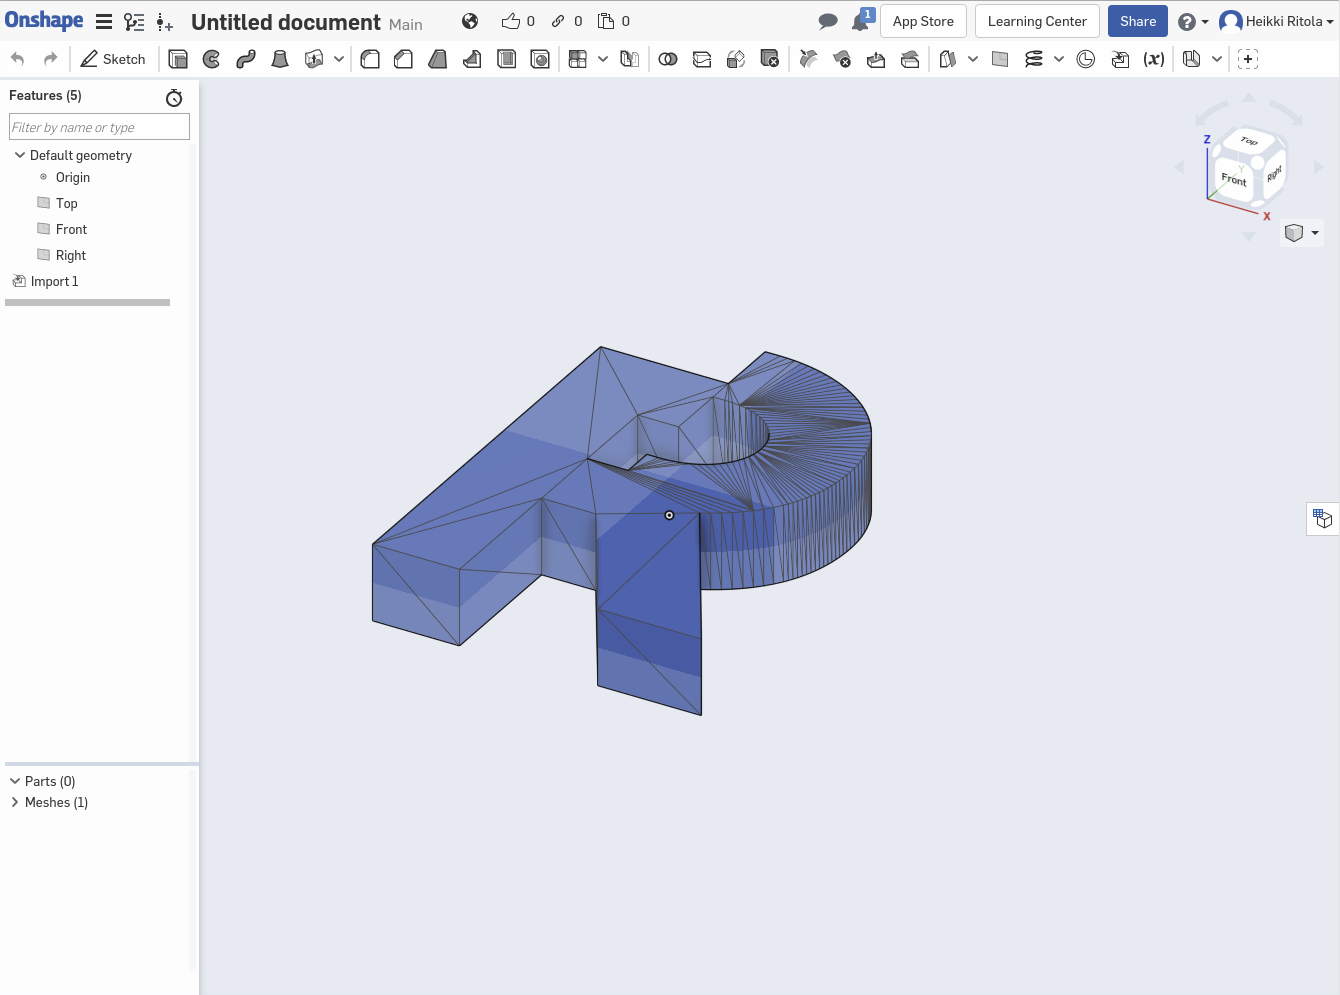 Onshape Untitled document Main 0 0 0 1 App Store Learning Center Share Heikki Ritola
Sketch (x)
Features (5)
Filter by name or type
Default geometry
Origin
Top
Front
Right
Import 1
Parts (0)
Meshes (1)
Z
Top
Y
Front
Right
X